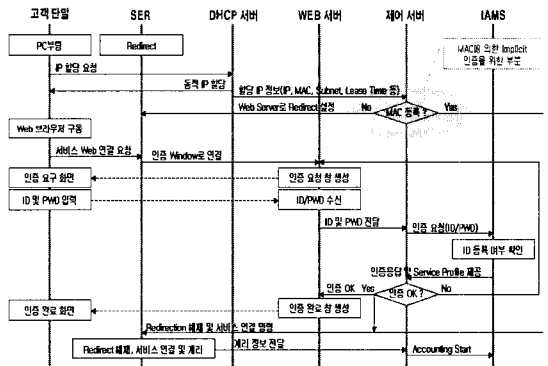 고객 단말 SER DHCP 서버 WEB 서버 제어 서버 IAMS
PC부팅 Redirect
MAC에 의한 Implicit
인증을 위한 부분
IP 할당 요청
동적 IP 할당
할당 IP 정보(IP, MAC, Subnet, Lease Time 등)
Web Server로 Redirect 설정 No MAC 등록 ? Yes
Web 브라우저 구동
서비스 Web 연결 요청
인증 Window로 연결
인증 요구 화면 인증 요청 창 생성
ID 및 PWD 입력 ID/PWD 수신
ID 및 PWD 전달
인증 요청(ID/PWD)
ID 등록 여부 확인
인증응답 및 Service Profile 제공
인증 OK Yes 인증 OK ? No
인증 완료 화면 인증 완료 창 생성
Redirection 해제 및 서비스 연결 명령
Redirect 해제, 서비스 연결 및 계리 계리 정보 전달 Accounting Start